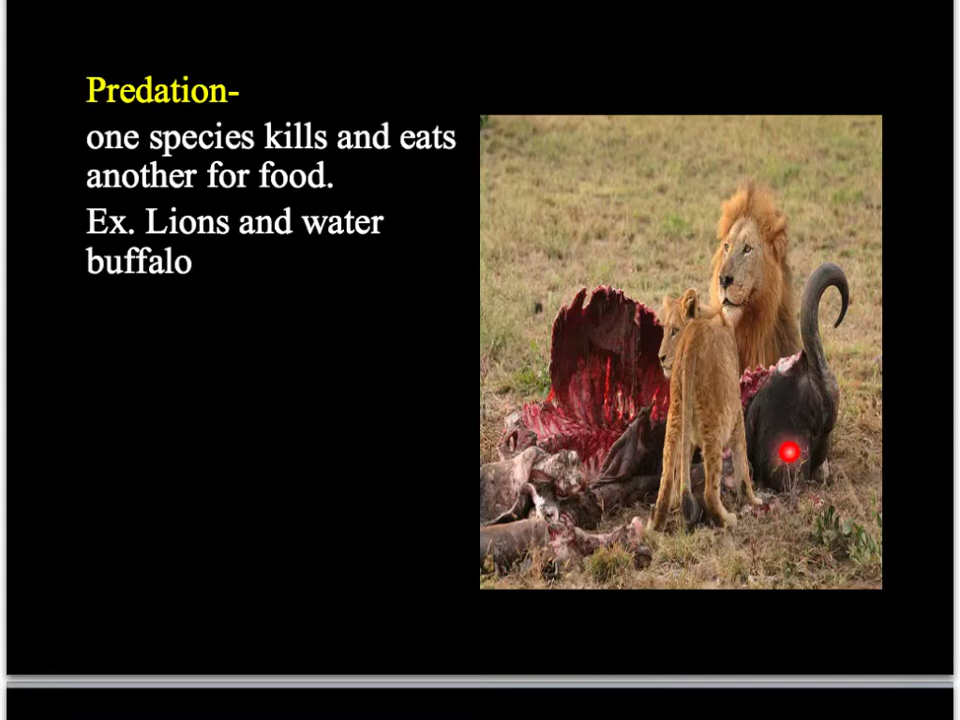 Predation-
one species kills and eats
another for food.
Ex. Lions and water
buffalo